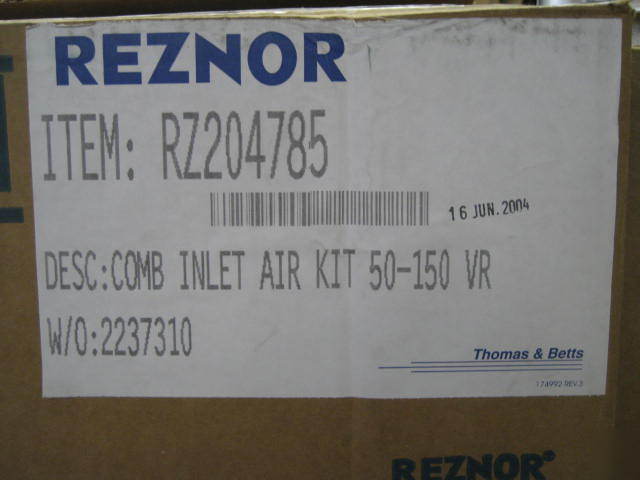 REZNOR
ITEM: RZ204785
16 JUN. 2004
DESC:COMB INLET AIR KIT 50-150 VR
W/O:2237310
Thomas & Betts
174992 REV.3
REZNOR®